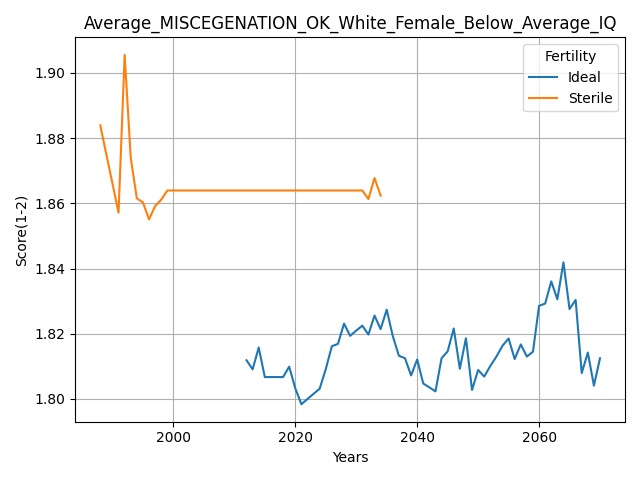 Average_MISCEGENATION_OK_White_Female_Below_Average_IQ
Fertility
Ideal
Sterile
Score(1-2)
1.90
1.88
1.86
1.84
1.82
1.80
2000
2020
2040
2060
Years